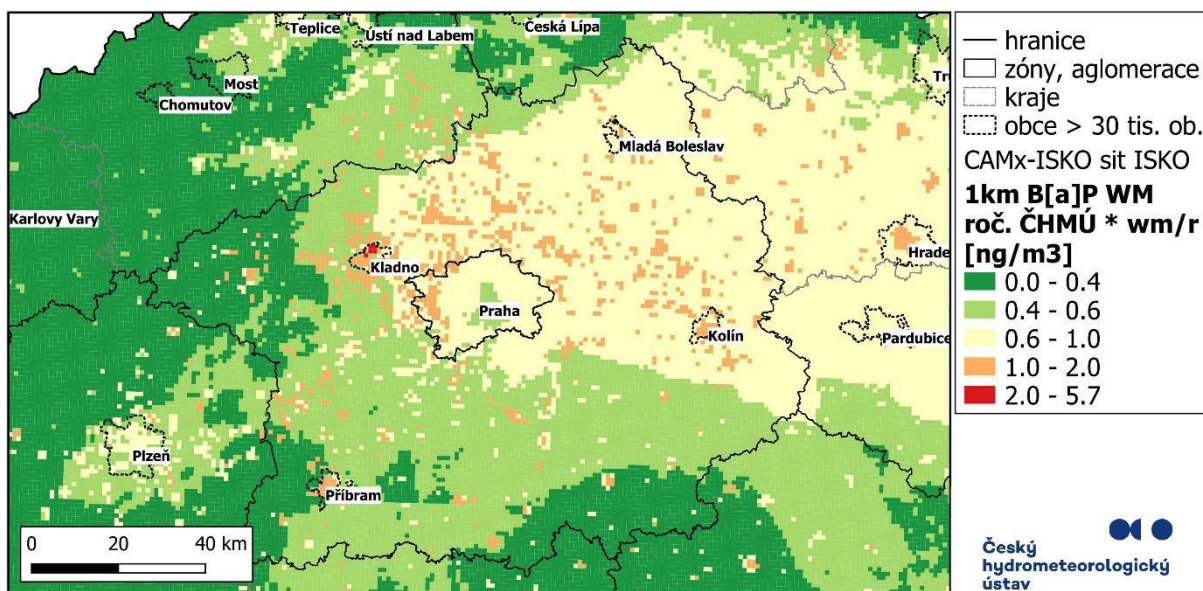 Teplice
Ústí nad Labem
Česká Lípa
Most
Chomutov
Mladá Boleslav
Karlovy Vary
Kladno
Hrade
Praha
Kolín
Pardubice
Plzeň
Příbram
0 20 40 km
hranice
zóny, aglomerace
kraje
obce > 30 tis. ob.
CAMx-ISKO sit ISKO
1km B[a]P WM
roč. ČHMÚ * wm/r
[ng/m3]
0.0 - 0.4
0.4 - 0.6
0.6 - 1.0
1.0 - 2.0
2.0 - 5.7
Český
hydrometeorologický
ústav